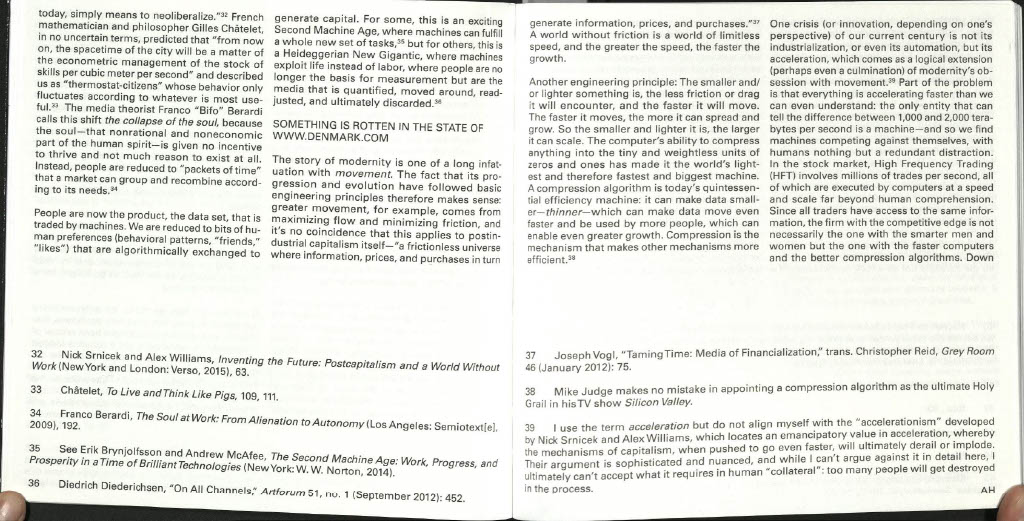 today, simply means to neoliberalize."32 French
mathematician and philosopher Gilles Châtelet,
in no uncertain terms, predicted that "from now
on, the spacetime of the city will be a matter of
the econometric management of the stock of
skills per cubic meter per second" and described
us as "thermostat-citizens" whose behavior only
fluctuates according to whatever is most use-
ful.33 The media theorist Franco "Bifo" Berardi
calls this shift the collapse of the soul, because
the soul—that nonrational and noneconomic
part of the human spirit—is given no incentive
to thrive and not much reason to exist at all.
Instead, people are reduced to "packets of time"
that a market can group and recombine accord-
ing to its needs.34
People are now the product, the data set, that is
traded by machines. We are reduced to bits of hu-
man preferences (behavioral patterns, "friends,"
"likes") that are algorithmically exchanged to
generate capital. For some, this is an exciting
Second Machine Age, where machines can fulfill
a whole new set of tasks,35 but for others, this is
a Heideggerian New Gigantic, where machines
exploit life instead of labor, where people are no
longer the basis for measurement but are the
media that is quantified, moved around, read-
justed, and ultimately discarded.36
SOMETHING IS ROTTEN IN THE STATE OF
WWW.DENMARK.COM
The story of modernity is one of a long infat-
uation with movement. The fact that its pro-
gression and evolution have followed basic
engineering principles therefore makes sense:
greater movement, for example, comes from
maximizing flow and minimizing friction, and
it's no coincidence that this applies to postin-
dustrial capitalism itself—"a frictionless universe
where information, prices, and purchases in turn
32 Nick Srnicek and Alex Williams, Inventing the Future: Postcapitalism and a World Without
Work (New York and London: Verso, 2015), 63.
33 Châtelet, To Live and Think Like Pigs, 109, 111.
34 Franco Berardi, The Soul at Work: From Alienation to Autonomy (Los Angeles: Semiotext[e],
2009), 192.
35 See Erik Brynjolfsson and Andrew McAfee, The Second Machine Age: Work, Progress, and
Prosperity in a Time of Brilliant Technologies (New York: W. W. Norton, 2014).
36 Diedrich Diederichsen, "On All Channels," Artforum 51, no. 1 (September 2012): 452.
generate information, prices, and purchases."37
A world without friction is a world of limitless
speed, and the greater the speed, the faster the
growth.
Another engineering principle: The smaller and/
or lighter something is, the less friction or drag
it will encounter, and the faster it will move.
The faster it moves, the more it can spread and
grow. So the smaller and lighter it is, the larger
it can scale. The computer's ability to compress
anything into the tiny and weightless units of
zeros and ones has made it the world's light-
est and therefore fastest and biggest machine.
A compression algorithm is today's quintessen-
tial efficiency machine: it can make data small-
er—thinner—which can make data move even
faster and be used by more people, which can
enable even greater growth. Compression is the
mechanism that makes other mechanisms more
efficient.38
One crisis (or innovation, depending on one's
perspective) of our current century is not its
industrialization, or even its automation, but its
acceleration, which comes as a logical extension
(perhaps even a culmination) of modernity's ob-
session with movement.39 Part of the problem
is that everything is accelerating faster than we
can even understand: the only entity that can
tell the difference between 1,000 and 2,000 tera-
bytes per second is a machine—and so we find
machines competing against themselves, with
humans nothing but a redundant distraction.
In the stock market, High Frequency Trading
(HFT) involves millions of trades per second, all
of which are executed by computers at a speed
and scale far beyond human comprehension.
Since all traders have access to the same infor-
mation, the firm with the competitive edge is not
necessarily the one with the smarter men and
women but the one with the faster computers
and the better compression algorithms. Down
37 Joseph Vogl, "Taming Time: Media of Financialization," trans. Christopher Reid, Grey Room
46 (January 2012): 75.
38 Mike Judge makes no mistake in appointing a compression algorithm as the ultimate Holy
Grail in his TV show Silicon Valley.
39 I use the term acceleration but do not align myself with the "accelerationism" developed
by Nick Srnicek and Alex Williams, which locates an emancipatory value in acceleration, whereby
the mechanisms of capitalism, when pushed to go even faster, will ultimately derail or implode.
Their argument is sophisticated and nuanced, and while I can't argue against it in detail here, I
ultimately can't accept what it requires in human "collateral": too many people will get destroyed
in the process.
AH